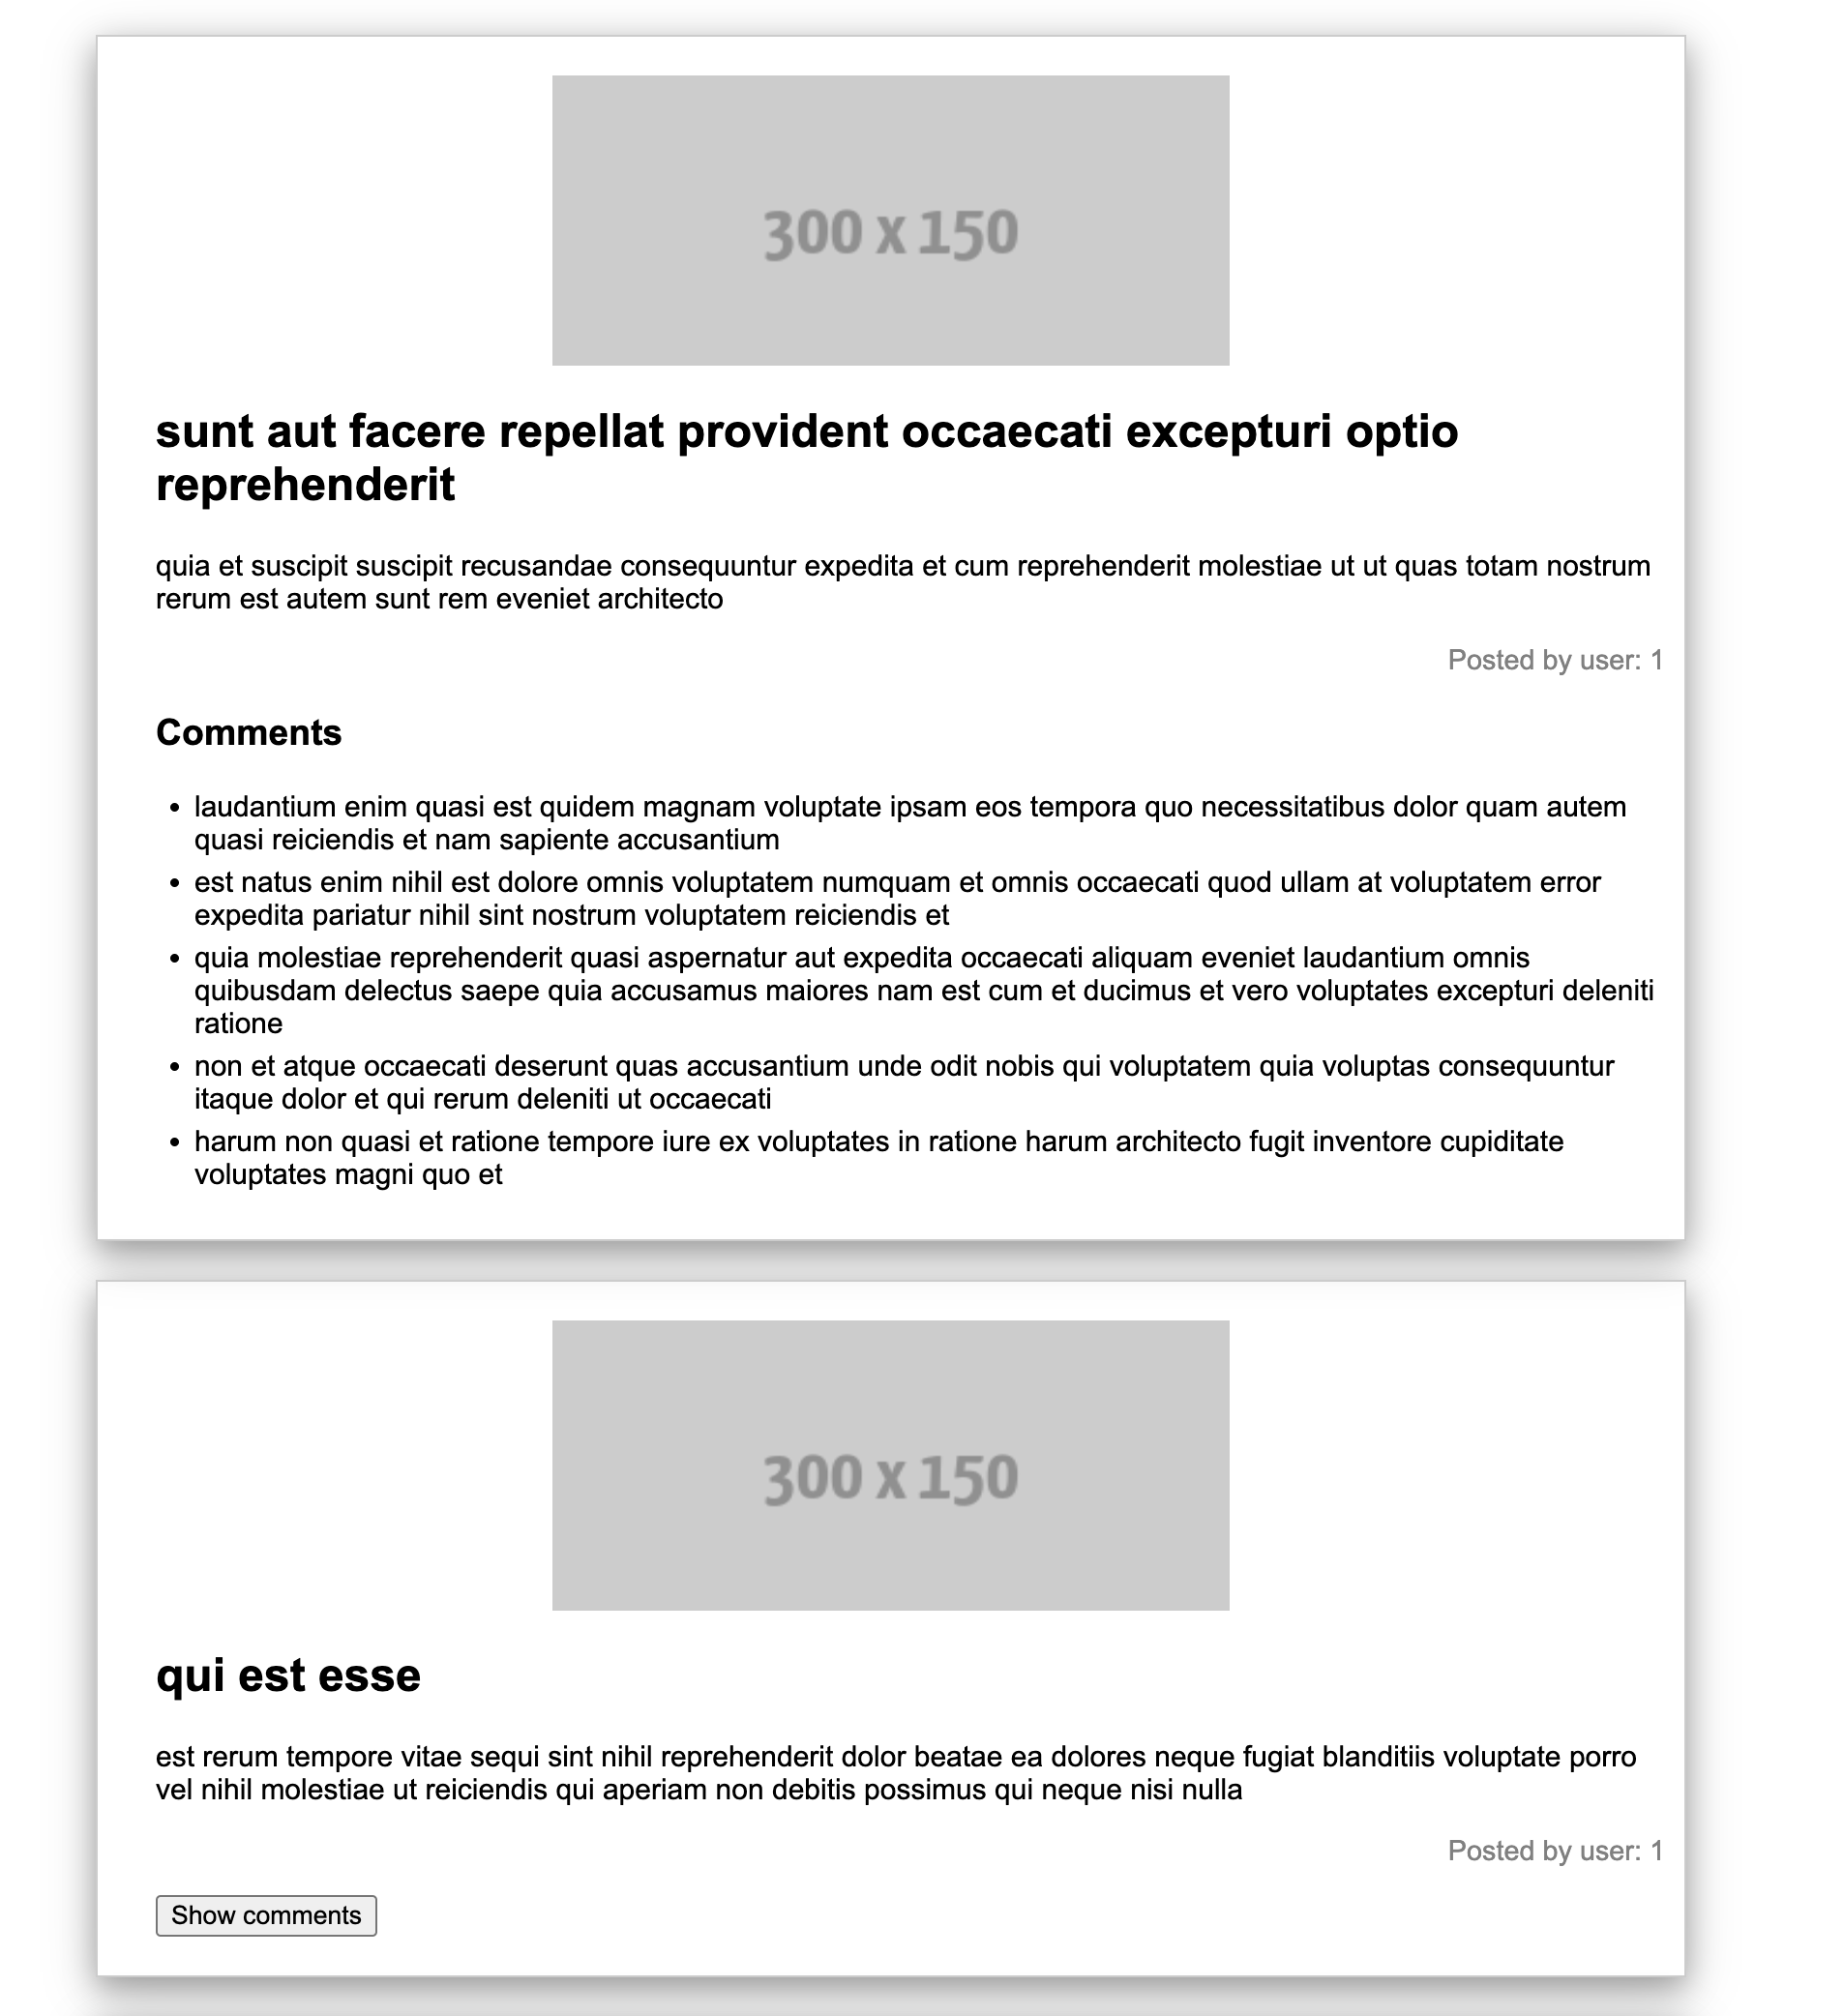 300 x 150
sunt aut facere repellat provident occaecati excepturi optio
reprehenderit
quia et suscipit suscipit recusandae consequuntur expedita et cum reprehenderit molestiae ut ut quas totam nostrum
rerum est autem sunt rem eveniet architecto
Posted by user: 1
Comments
• laudantium enim quasi est quidem magnam voluptate ipsam eos tempora quo necessitatibus dolor quam autem
quasi reiciendis et nam sapiente accusantium
• est natus enim nihil est dolore omnis voluptatem numquam et omnis occaecati quod ullam at voluptatem error
expedita pariatur nihil sint nostrum voluptatem reiciendis et
• quia molestiae reprehenderit quasi aspernatur aut expedita occaecati aliquam eveniet laudantium omnis
quibusdam delectus saepe quia accusamus maiores nam est cum et ducimus et vero voluptates excepturi deleniti
ratione
• non et atque occaecati deserunt quas accusantium unde odit nobis qui voluptatem quia voluptas consequuntur
itaque dolor et qui rerum deleniti ut occaecati
• harum non quasi et ratione tempore iure ex voluptates in ratione harum architecto fugit inventore cupiditate
voluptates magni quo et
300 x 150
qui est esse
est rerum tempore vitae sequi sint nihil reprehenderit dolor beatae ea dolores neque fugiat blanditiis voluptate porro
vel nihil molestiae ut reiciendis qui aperiam non debitis possimus qui neque nisi nulla
Posted by user: 1
Show comments